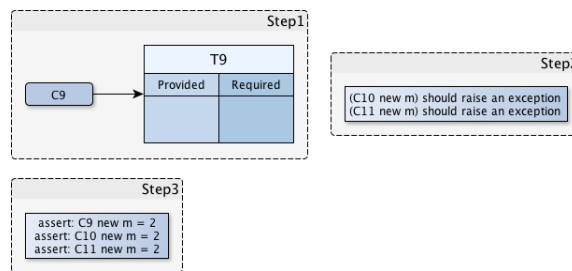 Step1
T9
Provided Required
C9
Step2
(C10 new m) should raise an exception
(C11 new m) should raise an exception
Step3
assert: C9 new m = 2
assert: C10 new m = 2
assert: C11 new m = 2